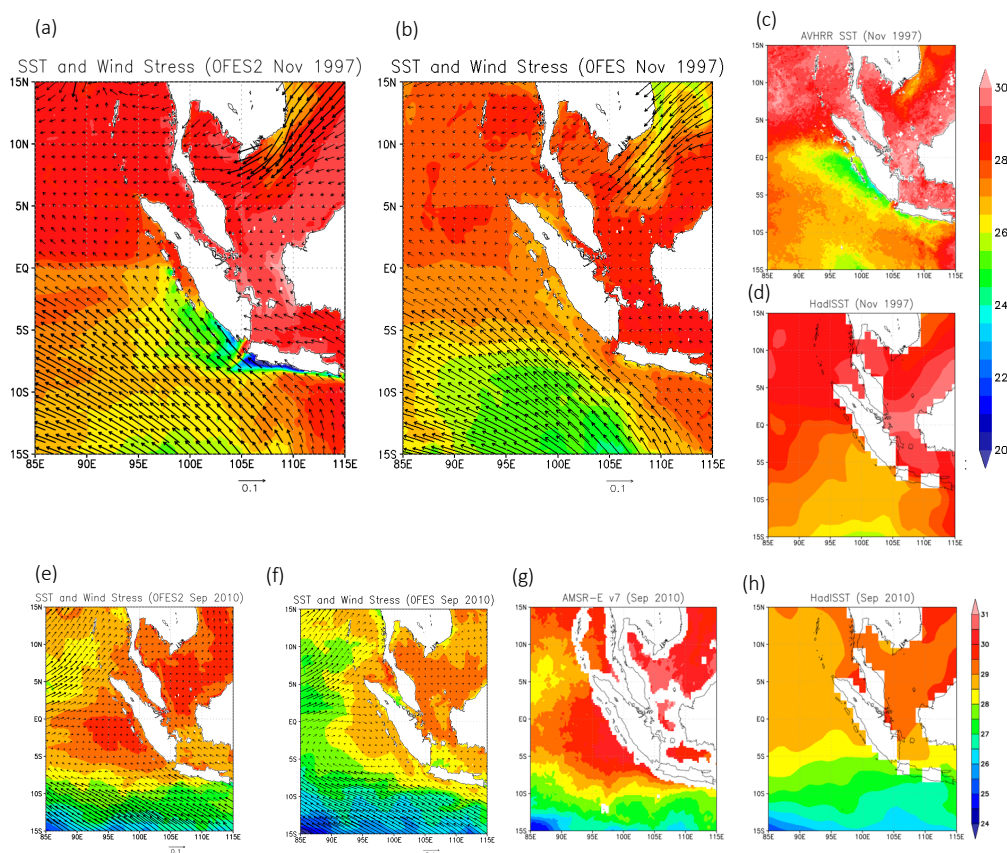 (a)
SST and Wind Stress (OFES2 Nov 1997)
15N
10N
5N
EQ
5S
10S
15S
85E 90E 95E 100E 105E 110E 115E
0.1
(b)
SST and Wind Stress (OFES Nov 1997)
15N
10N
5N
EQ
5S
10S
15S
85E 90E 95E 100E 105E 110E 115E
0.1
(c)
AVHRR SST (Nov 1997)
15N
10N
5N
EQ
5S
10S
15S
85E 90E 95E 100E 105E 110E 115E
30
29
28
27
26
25
24
23
22
21
20
(d)
HadISST (Nov 1997)
15N
10N
5N
EQ
5S
10S
15S
85E 90E 95E 100E 105E 110E 115E
(e)
SST and Wind Stress (OFES2 Sep 2010)
15N
10N
5N
EQ
5S
10S
15S
85E 90E 95E 100E 105E 110E 115E
0.1
(f)
SST and Wind Stress (OFES Sep 2010)
15N
10N
5N
EQ
5S
10S
15S
85E 90E 95E 100E 105E 110E 115E
(g)
AMSR-E v7 (Sep 2010)
15N
10N
5N
EQ
5S
10S
15S
85E 90E 95E 100E 105E 110E 115E
(h)
HadISST (Sep 2010)
15N
10N
5N
EQ
5S
10S
15S
85E 90E 95E 100E 105E 110E 115E
31
30
29
28
27
26
25
24